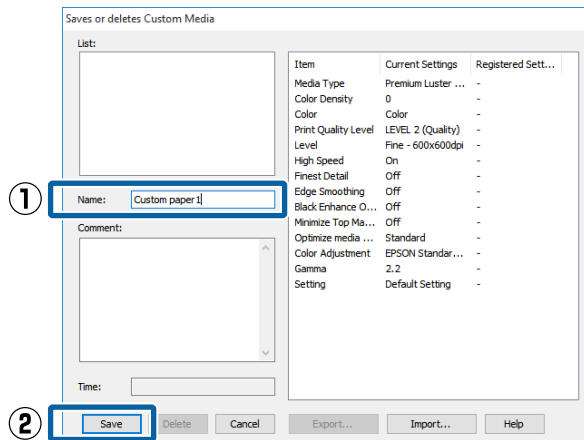 Saves or deletes Custom Media
List:
Item Current Settings Registered Sett...
Media Type Premium Luster ... -
Color Density 0 -
Color Color -
Print Quality Level LEVEL 2 (Quality) -
Level Fine - 600x600dpi -
High Speed On -
Finest Detail Off -
Edge Smoothing Off -
Black Enhance O... Off -
Minimize Top Ma... Off -
Optimize media ... Standard -
Color Adjustment EPSON Standar... -
Gamma 2.2 -
Setting Default Setting -
① Name: Custom paper1
Comment:
Time:
② Save Delete Cancel Export... Import... Help